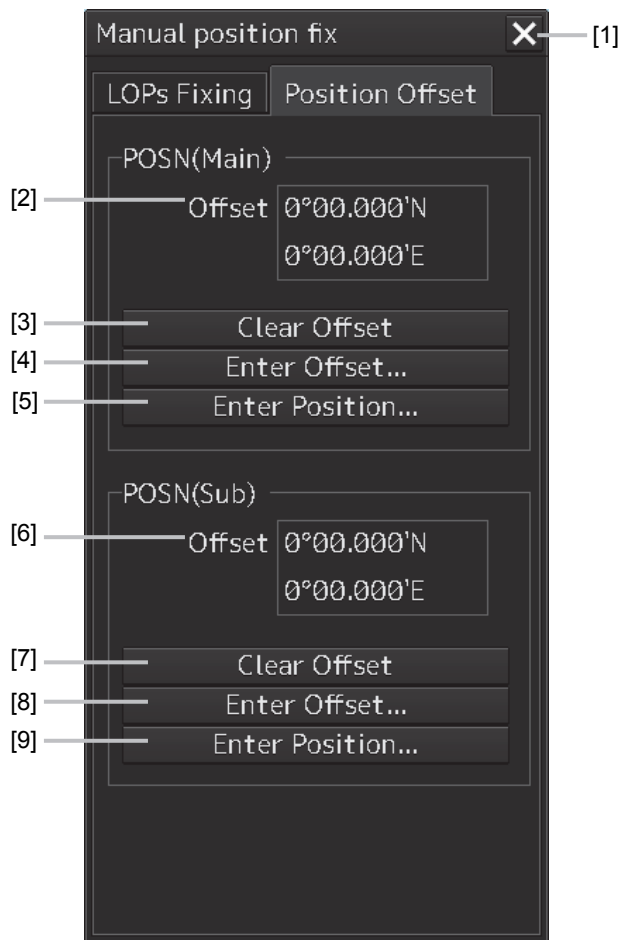 Manual position fix
[1]
LOPs Fixing Position Offset
POSN(Main)
[2] Offset 0°00.000'N
0°00.000'E
[3] Clear Offset
[4] Enter Offset...
[5] Enter Position...
POSN(Sub)
[6] Offset 0°00.000'N
0°00.000'E
[7] Clear Offset
[8] Enter Offset...
[9] Enter Position...